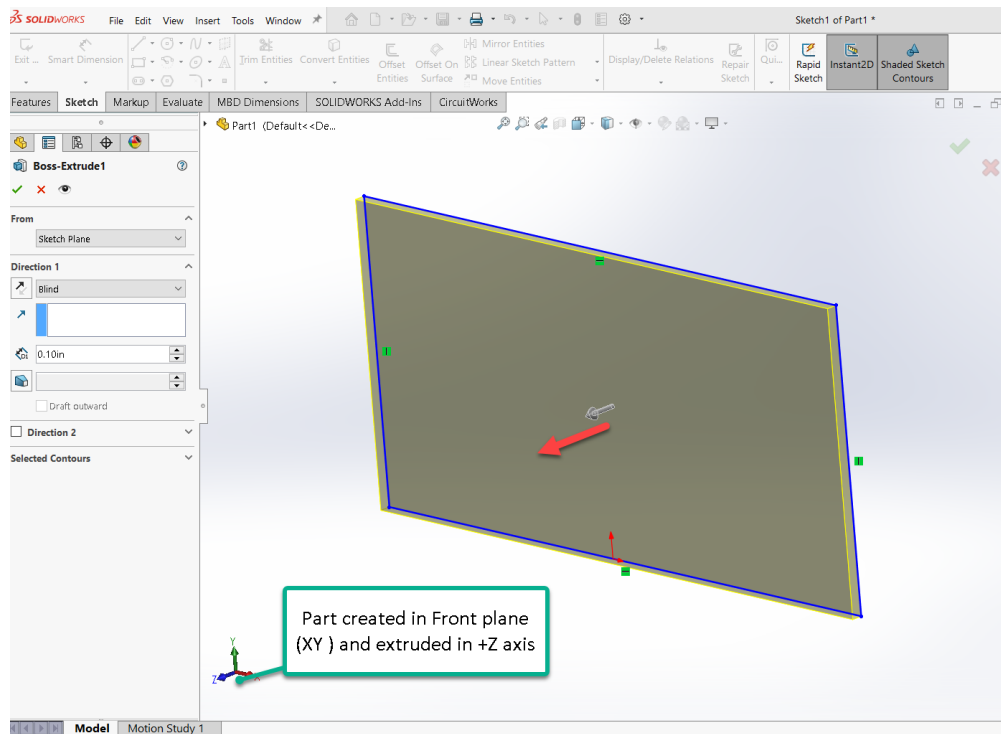 SOLIDWORKS File Edit View Insert Tools Window Sketch1 of Part1 *
Exit ... Smart Dimension Trim Entities Convert Entities Offset Entities Offset On Surface Mirror Entities Linear Sketch Pattern Move Entities Display/Delete Relations Repair Sketch Qui... Rapid Sketch Instant2D Shaded Sketch Contours
Features Sketch Markup Evaluate MBD Dimensions SOLIDWORKS Add-Ins CircuitWorks
Part1 (Default<<De...
Boss-Extrude1
From
Sketch Plane
Direction 1
Blind
0.10in
Draft outward
Direction 2
Selected Contours
Part created in Front plane
(XY ) and extruded in +Z axis
Y
Z X
Model Motion Study 1